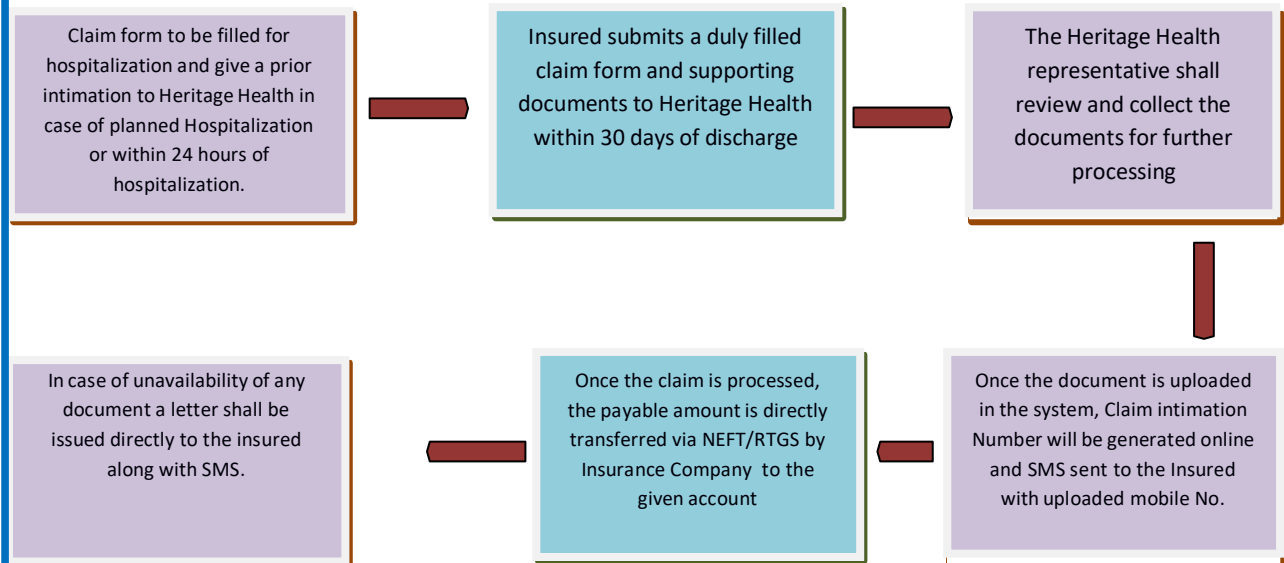 Claim form to be filled for
hospitalization and give a prior
intimation to Heritage Health in
case of planned Hospitalization
or within 24 hours of
hospitalization.
Insured submits a duly filled
claim form and supporting
documents to Heritage Health
within 30 days of discharge
The Heritage Health
representative shall
review and collect the
documents for further
processing
Once the document is uploaded
in the system, Claim intimation
Number will be generated online
and SMS sent to the Insured
with uploaded mobile No.
Once the claim is processed,
the payable amount is directly
transferred via NEFT/RTGS by
Insurance Company to the
given account
In case of unavailability of any
document a letter shall be
issued directly to the insured
along with SMS.